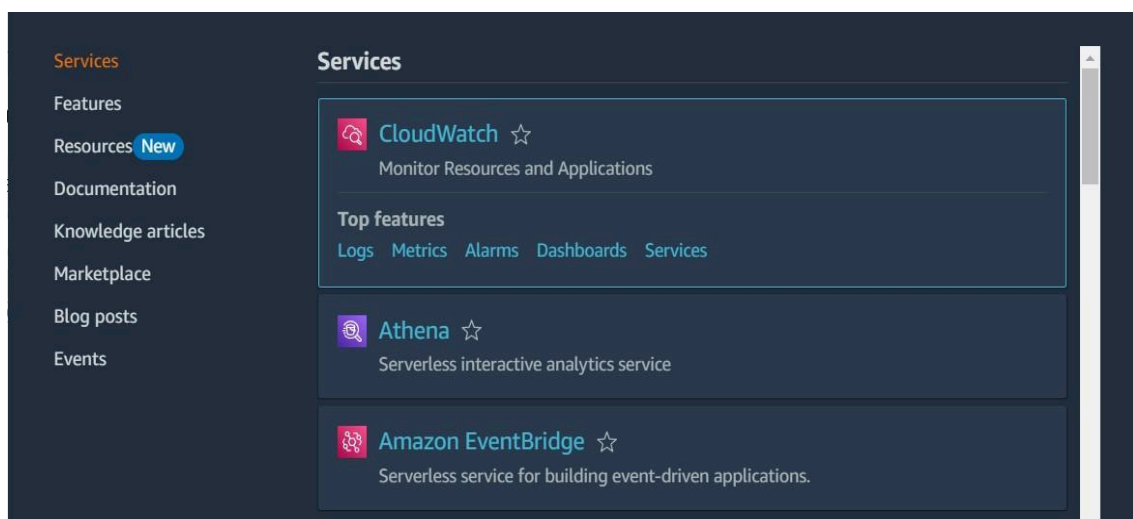 Services
Features
Resources New
Documentation
Knowledge articles
Marketplace
Blog posts
Events
Services
CloudWatch
Monitor Resources and Applications
Top features
Logs Metrics Alarms Dashboards Services
Athena
Serverless interactive analytics service
Amazon EventBridge
Serverless service for building event-driven applications.